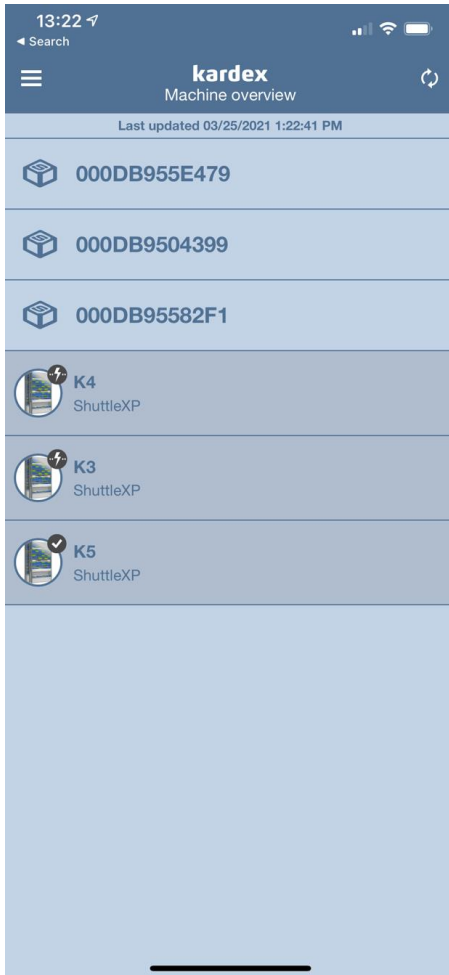 13:22
◀ Search
kardex
Machine overview
Last updated 03/25/2021 1:22:41 PM
000DB955E479
000DB9504399
000DB95582F1
K4
ShuttleXP
K3
ShuttleXP
K5
ShuttleXP